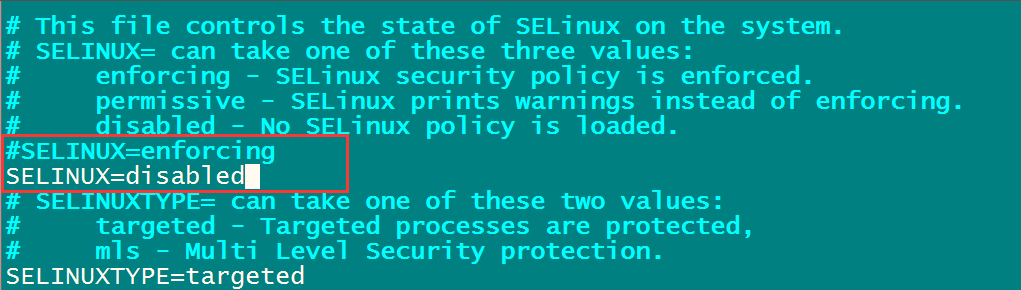 # This file controls the state of SELinux on the system.
# SELINUX= can take one of these three values:
#     enforcing - SELinux security policy is enforced.
#     permissive - SELinux prints warnings instead of enforcing.
#     disabled - No SELinux policy is loaded.
#SELINUX=enforcing
SELINUX=disabled
# SELINUXTYPE= can take one of these two values:
#     targeted - Targeted processes are protected,
#     mls - Multi Level Security protection.
SELINUXTYPE=targeted